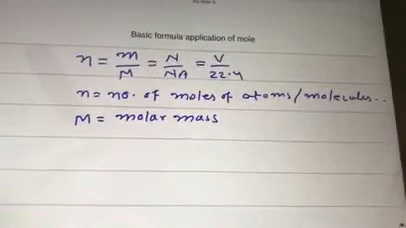 Basic formula application of mole
n = m/M = N/NA = V/22.4
n = no. of moles of atoms/molecules..
M = molar mass